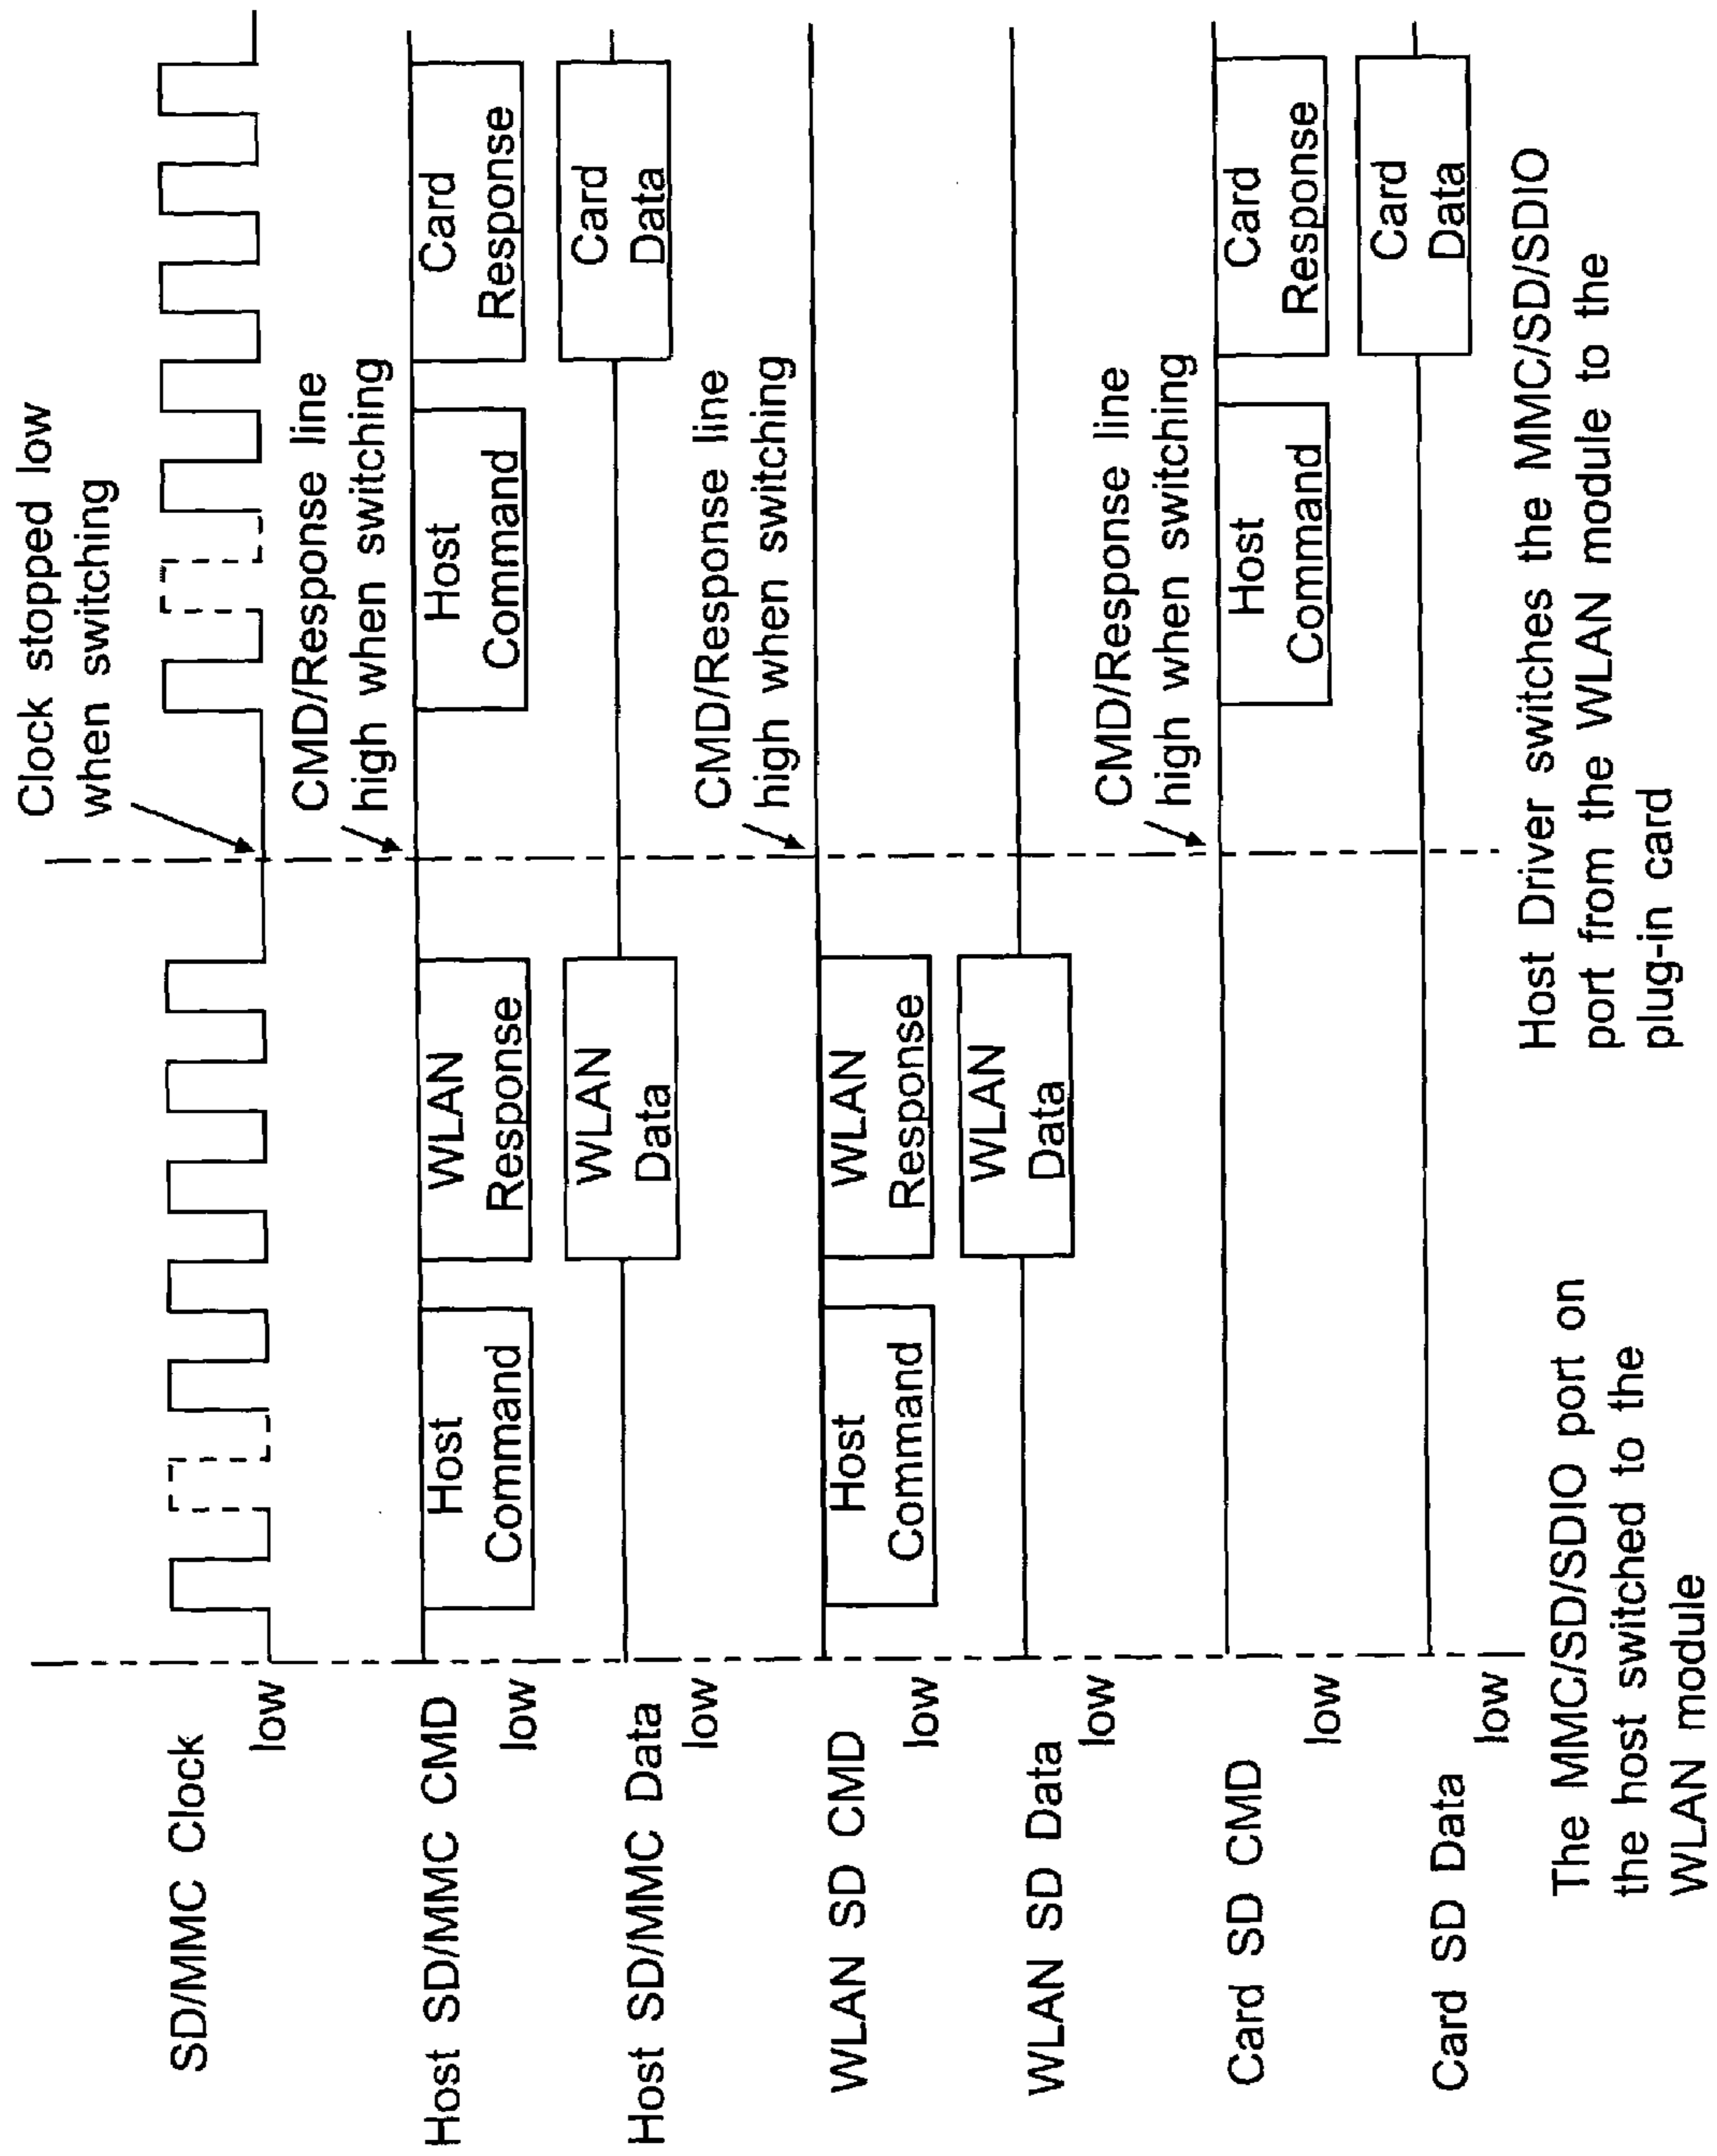 Clock stopped low
when switching
SD/MMC Clock
low
CMD/Response line
high when switching
Host SD/MMC CMD
Host
Command
WLAN
Response
Host
Command
Card
Response
low
Host SD/MMC Data
WLAN
Data
Card
Data
low
CMD/Response line
high when switching
WLAN SD CMD
Host
Command
WLAN
Response
low
WLAN SD Data
WLAN
Data
low
CMD/Response line
high when switching
Card SD CMD
Host
Command
Card
Response
low
Card SD Data
Card
Data
low
The MMC/SD/SDIO port on
the host switched to the
WLAN module
Host Driver switches the MMC/SD/SDIO
port from the WLAN module to the
plug-in card